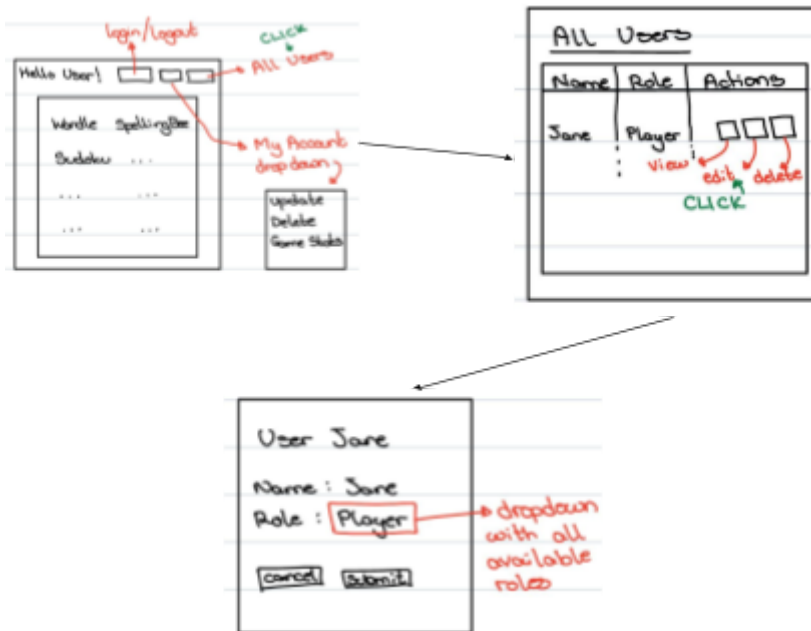 login/logout
CLICK
Hello User!
All Users
Wordle SpellingBee
Sudoku ...
... ...
... ...
My Account
dropdown
Update
Delete
Game Stats
All Users
Name Role Actions
Jane Player
view
edit
delete
CLICK
User Jane
Name : Jane
Role : Player
dropdown
with all
available
roles
cancel submit